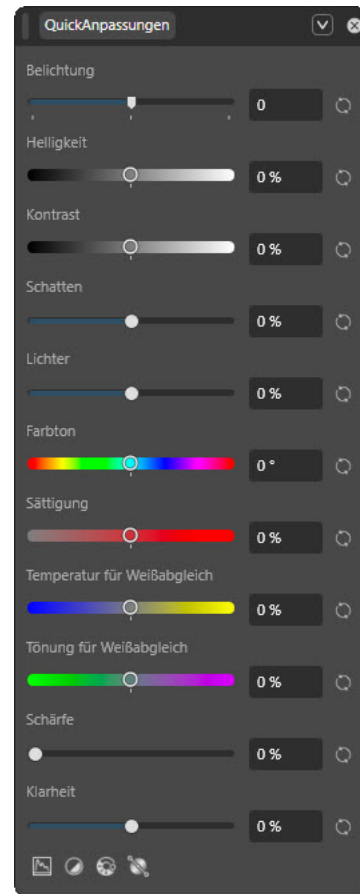 QuickAnpassungen
Belichtung
0
Helligkeit
0 %
Kontrast
0 %
Schatten
0 %
Lichter
0 %
Farbton
0 °
Sättigung
0 %
Temperatur für Weißabgleich
0 %
Tönung für Weißabgleich
0 %
Schärfe
0 %
Klarheit
0 %